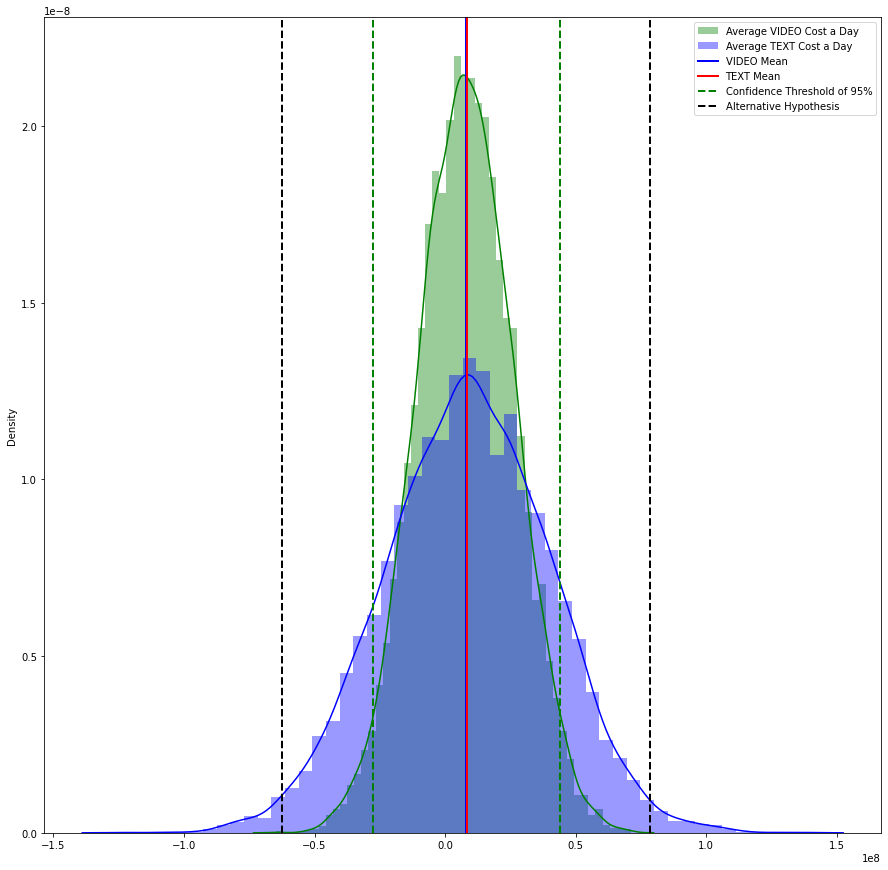 1e−8
Average VIDEO Cost a Day
Average TEXT Cost a Day
VIDEO Mean
TEXT Mean
Confidence Threshold of 95%
Alternative Hypothesis
2.0
1.5
1.0
0.5
0.0
Density
−1.5 −1.0 −0.5 0.0 0.5 1.0 1.5
1e8